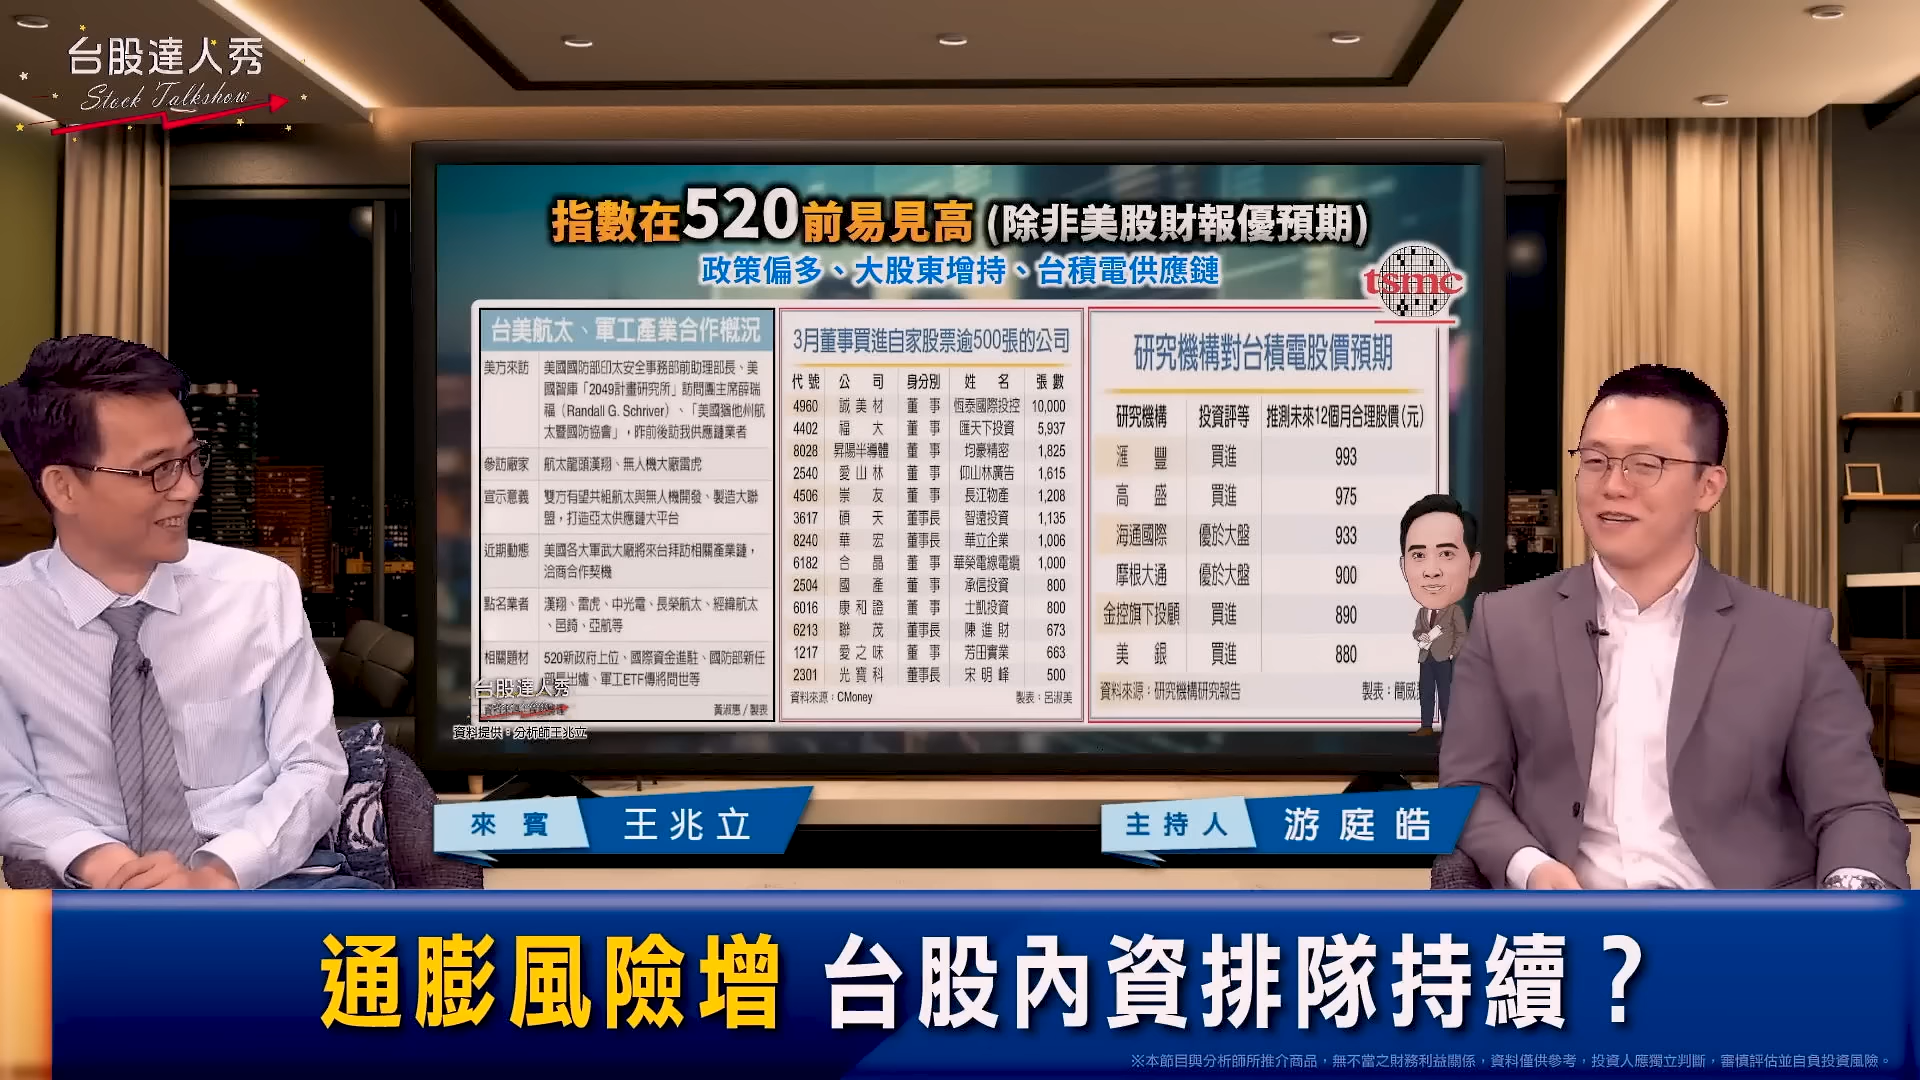 台股達人秀
Stock Talkshow
指數在520前易見高(除非美股財報優預期)
政策偏多、大股東增持、台積電供應鏈
tsmc
台美航太、軍工產業合作概況
美方來訪 美國國防部印太安全事務部前助理部長、美
國智庫「2049計畫研究所」訪問團主席薛瑞
福(Randall G. Schriver)、「美國猶他州航
太暨國防協會」，昨前後訪我供應鏈業者
參訪廠家 航太龍頭漢翔、無人機大廠雷虎
宣示意義 雙方有望共組航太與無人機開發、製造大聯
盟，打造亞太供應鏈大平台
近期動態 美國各大軍武大廠將來台拜訪相關產業鏈，
洽商合作契機
點名業者 漢翔、雷虎、中光電、長榮航太、經緯航太
、邑錡、亞航等
相關題材 520新政府上位、國際資金進駐、國防部新任
部長出爐、軍工ETF傳將問世等
台股達人秀
黃淑惠/製表
資料提供：分析師王兆立
3月董事買進自家股票逾500張的公司
代號 公司 身分別 姓名 張數
4960 誠美材 董事 恆泰國際投控 10,000
4402 福大 董事 匯天下投資 5,937
8028 昇陽半導體 董事 均豪精密 1,825
2540 愛山林 董事 仰山林廣告 1,615
4506 崇友 董事 長江物產 1,208
3617 碩天 董事長 智遠投資 1,135
8240 華宏 董事長 華立企業 1,006
6182 合晶 董事 華榮電線電纜 1,000
2504 國產 董事 承信投資 800
6016 康和證 董事 士凱投資 800
6213 聯茂 董事長 陳進財 673
1217 愛之味 董事 芳田實業 663
2301 光寶科 董事長 宋明峰 500
資料來源：CMoney 製表：呂淑美
研究機構對台積電股價預期
研究機構 投資評等 推測未來12個月合理股價(元)
滙豐 買進 993
高盛 買進 975
海通國際 優於大盤 933
摩根大通 優於大盤 900
金控旗下投顧 買進 890
美銀 買進 880
資料來源：研究機構研究報告 製表：簡威
來賓 王兆立
主持人 游庭皓
通膨風險增 台股內資排隊持續？
※本節目與分析師所推介商品，無不當之財務利益關係，資料僅供參考，投資人應獨立判斷，審慎評估並自負投資風險。